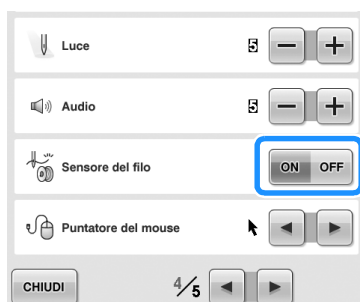 Luce 5 − +
Audio 5 − +
Sensore del filo ON OFF
Puntatore del mouse
CHIUDI 4/5